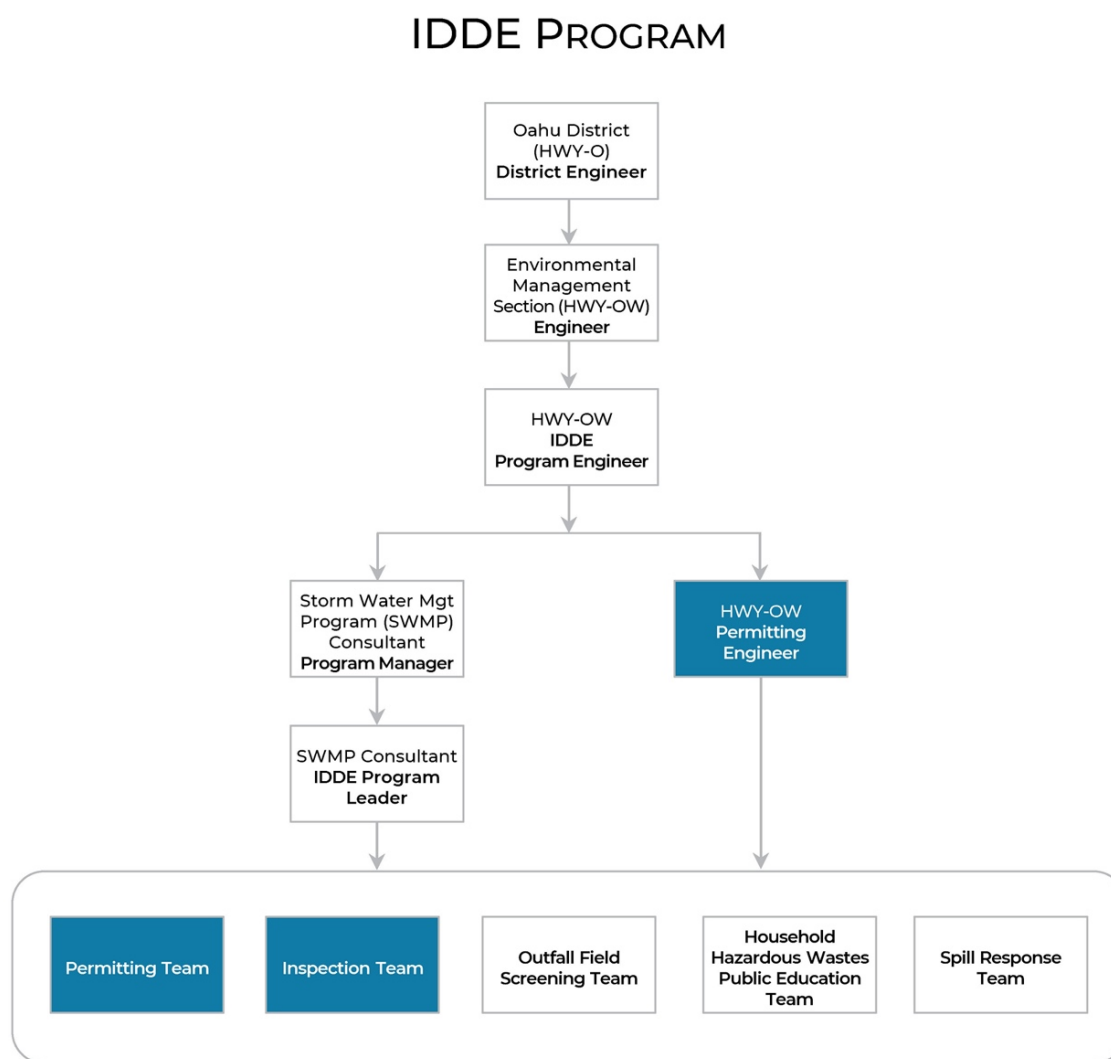 IDDE PROGRAM
Oahu District
(HWY-O)
District Engineer
Environmental
Management
Section (HWY-OW)
Engineer
HWY-OW
IDDE
Program Engineer
Storm Water Mgt
Program (SWMP)
Consultant
Program Manager
HWY-OW
Permitting
Engineer
SWMP Consultant
IDDE Program
Leader
Permitting Team
Inspection Team
Outfall Field
Screening Team
Household
Hazardous Wastes
Public Education
Team
Spill Response
Team